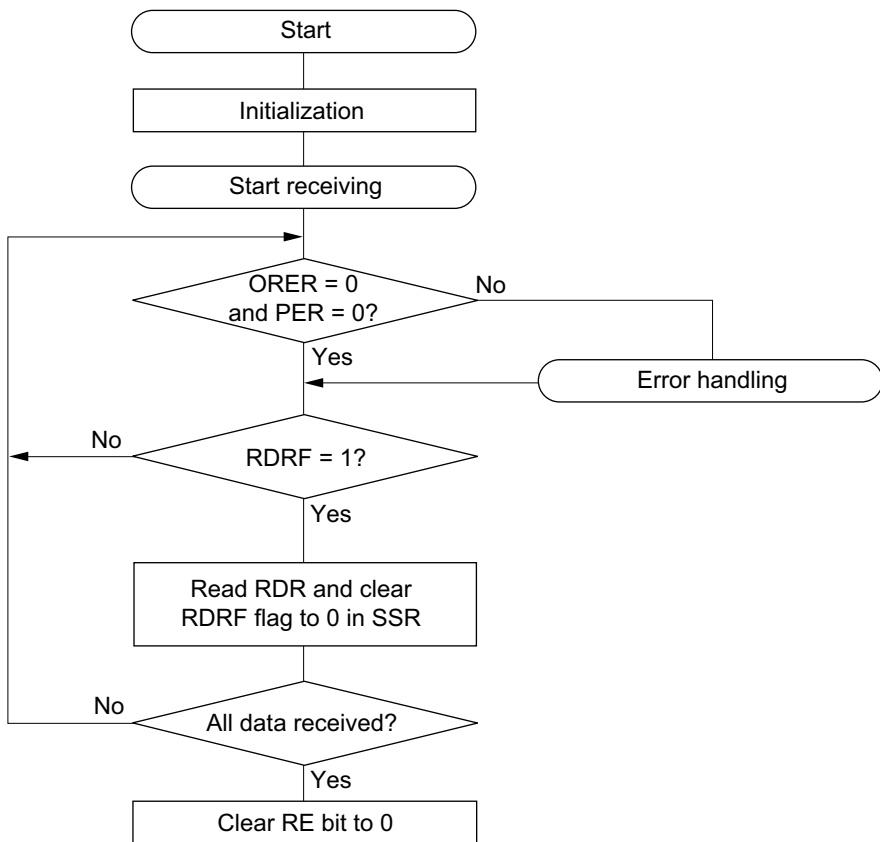 Start
Initialization
Start receiving
ORER = 0
and PER = 0?
No
Yes
Error handling
No
RDRF = 1?
Yes
Read RDR and clear
RDRF flag to 0 in SSR
No
All data received?
Yes
Clear RE bit to 0